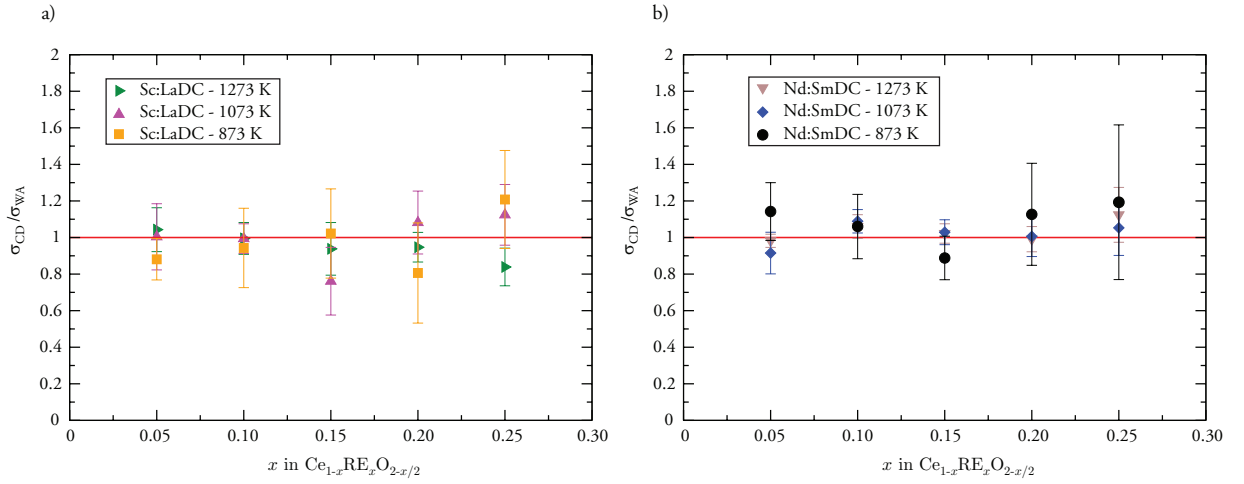 a)
2
1.8
1.6
1.4
1.2
1
0.8
0.6
0.4
0.2
0
σCD/σWA
Sc:LaDC - 1273 K
Sc:LaDC - 1073 K
Sc:LaDC - 873 K
0 0.05 0.10 0.15 0.20 0.25 0.30
x in Ce1-xRExO2-x/2
b)
2
1.8
1.6
1.4
1.2
1
0.8
0.6
0.4
0.2
0
σCD/σWA
Nd:SmDC - 1273 K
Nd:SmDC - 1073 K
Nd:SmDC - 873 K
0 0.05 0.10 0.15 0.20 0.25 0.30
x in Ce1-xRExO2-x/2